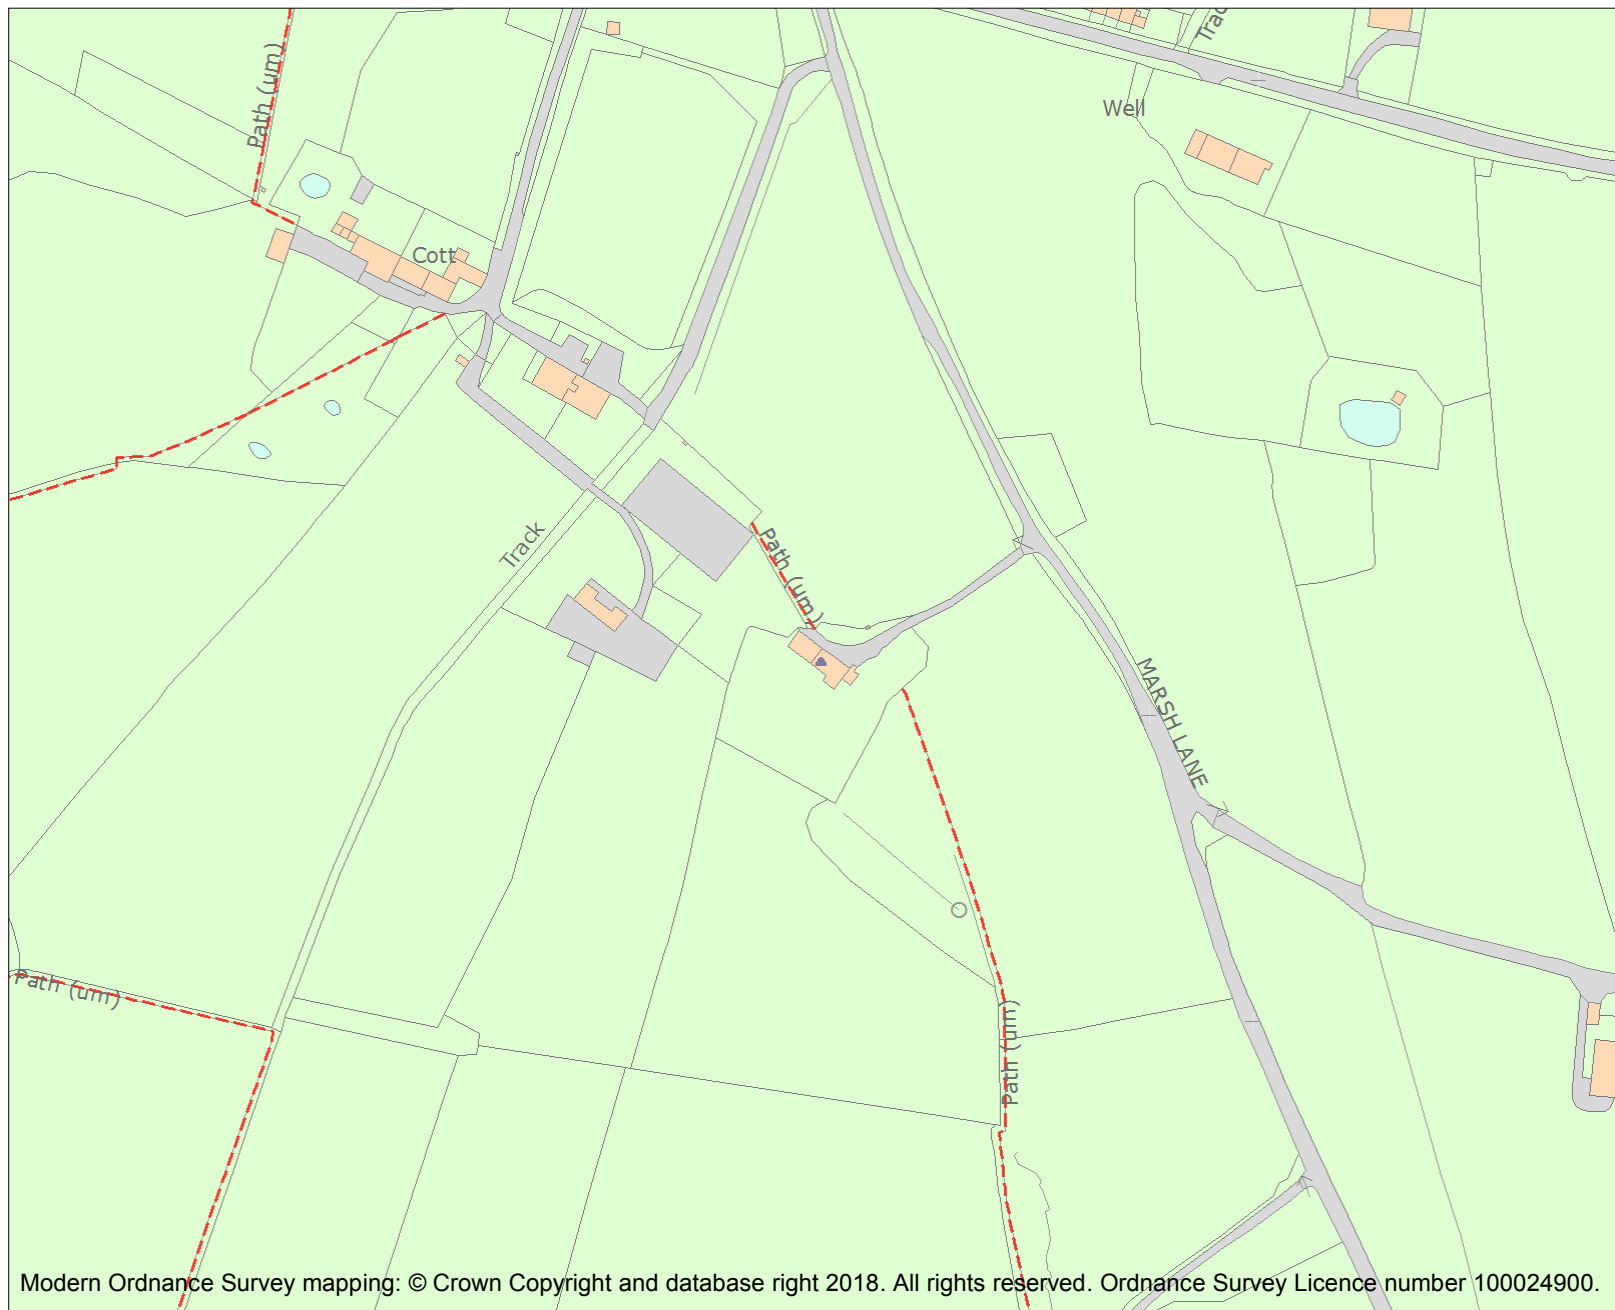 Track
Path (um)
Well
Cott
Track
Path (um)
MARSH LANE
Path (um)
Path (um)
Modern Ordnance Survey mapping: © Crown Copyright and database right 2018. All rights reserved. Ordnance Survey Licence number 100024900.